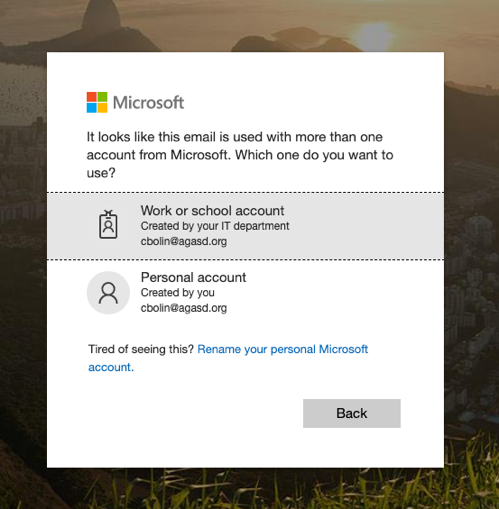 Microsoft
It looks like this email is used with more than one
account from Microsoft. Which one do you want to
use?
Work or school account
Created by your IT department
cbolin@agasd.org
Personal account
Created by you
cbolin@agasd.org
Tired of seeing this? Rename your personal Microsoft
account.
Back